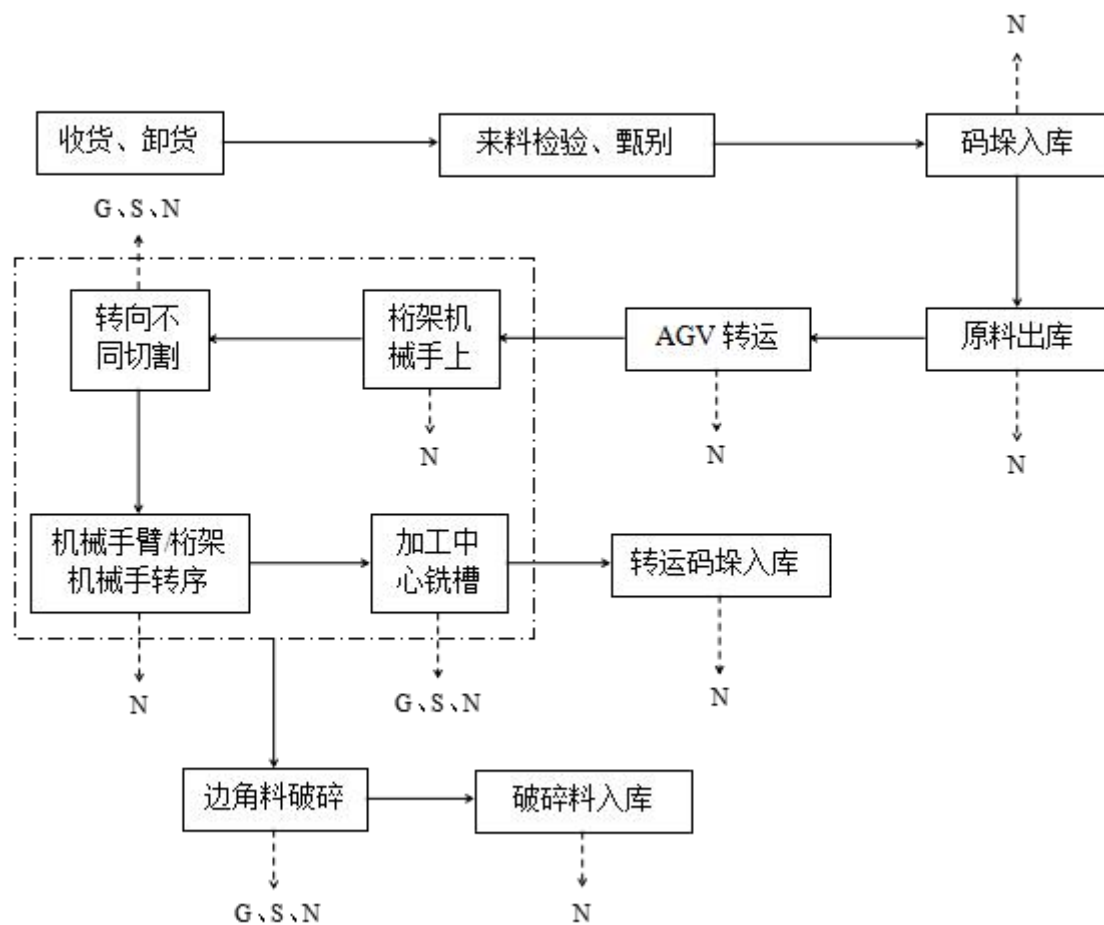 N
收货、卸货
来料检验、甄别
码垛入库
G、S、N
转向不
同切割
桁架机
械手上
AGV 转运
原料出库
N
N
N
机械手臂/桁架
机械手转序
加工中
心铣槽
转运码垛入库
N
G、S、N
N
边角料破碎
破碎料入库
G、S、N
N